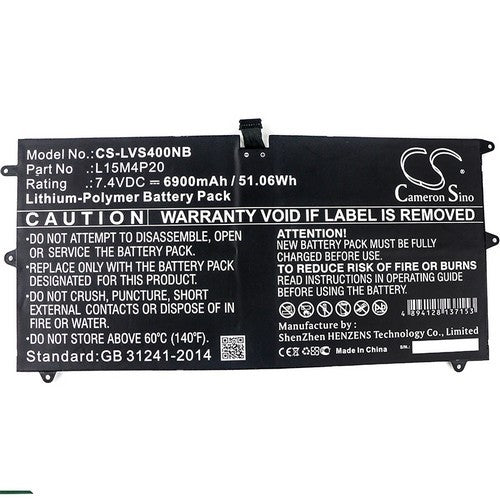 Model No.:CS-LVS400NB
Part No :L15M4P20
Rating :7.4VDC ⎓ 6900mAh / 51.06Wh
Lithium-Polymer Battery Pack
CS
Cameron Sino
CAUTION
WARRANTY VOID IF LABEL IS REMOVED
•DO NOT ATTEMPT TO DISASSEMBLE, OPEN
or SERVICE THE BATTERY PACK.
•REPLACE ONLY WITH THE BATTERY PACK
DESIGNATED FOR THIS APPLICATION.
•DO NOT CRUSH, PUNCTURE, SHORT
EXTERNAL CONTACTS or DISPOSE OF IN
FIRE or WATER.
•DO NOT STORE ABOVE 60℃ (140℉).
Standard:GB 31241-2014
ATTENTION!
NEW BATTERY PACK MUST BE FULLY
CHARGED BEFORE USE.
TO REDUCE RISK OF FIRE OR BURNS
READ INSTRUCTIONS IN OPERATING GUIDE
BEFORE USING BATTERY.
4 894128 137153
ShenZhen HENZENS Technology Co., Limited
Made in China
S/N.: